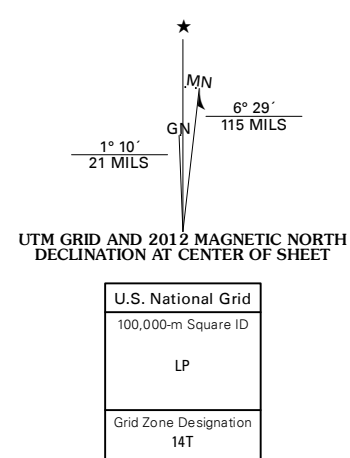 ★
MN
GN
6° 29´
115 MILS
1° 10´
21 MILS
UTM GRID AND 2012 MAGNETIC NORTH
DECLINATION AT CENTER OF SHEET
U.S. National Grid
100,000-m Square ID
LP
Grid Zone Designation
14T